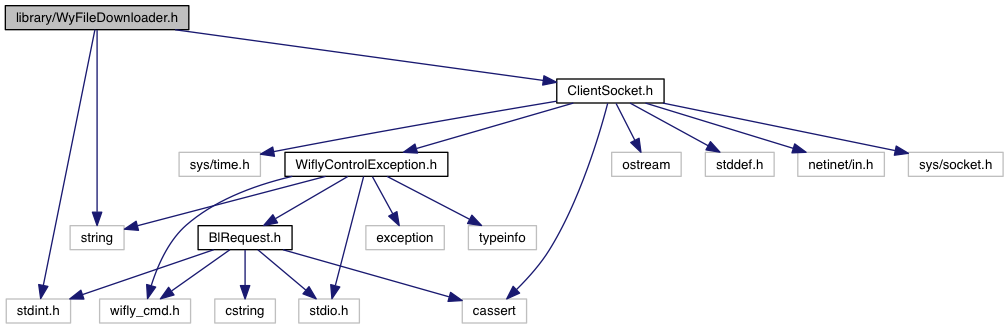 library/WyFileDownloader.h
ClientSocket.h
sys/time.h
WiflyControlException.h
ostream
stddef.h
netinet/in.h
sys/socket.h
string
BlRequest.h
exception
typeinfo
stdint.h
wifly_cmd.h
cstring
stdio.h
cassert